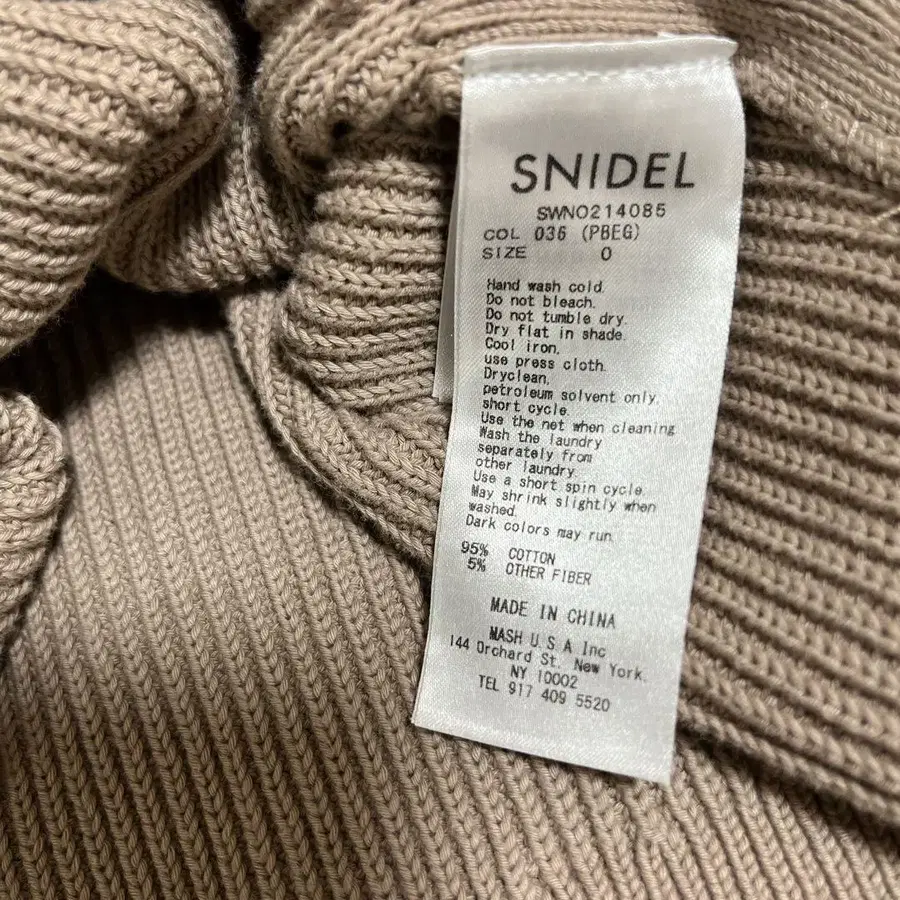 SNIDEL
SWNO214085
COL 036 (PBEG)
SIZE 0
Hand wash cold.
Do not bleach.
Do not tumble dry.
Dry flat in shade.
Cool iron,
use press cloth.
Dryclean,
petroleum solvent only,
short cycle.
Use the net when cleaning
Wash the laundry
separately from
other laundry.
Use a short spin cycle.
May shrink slightly when
washed.
Dark colors may run.
95% COTTON
5% OTHER FIBER
MADE IN CHINA
MASH U S A Inc
144 Orchard St. New York.
NY 10002
TEL 917 409 5520